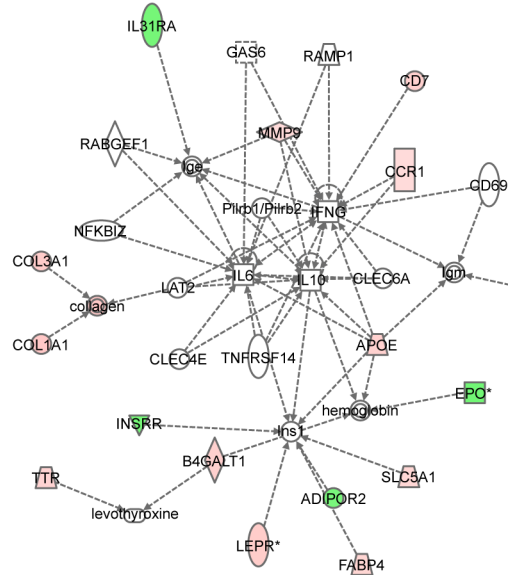 IL31RA
GAS6
RAMP1
CD7
MMP9
RABGEF1
Ige
CCR1
CD69
Pilrb1/Pilrb2
IFNG
NFKBIZ
COL3A1
IL6
IL10
CLEC6A
Igm
LAT2
collagen
COL1A1
CLEC4E
TNFRSF14
APOE
EPO*
hemoglobin
INSRR
Ins1
B4GALT1
SLC5A1
TTR
ADIPOR2
levothyroxine
LEPR*
FABP4